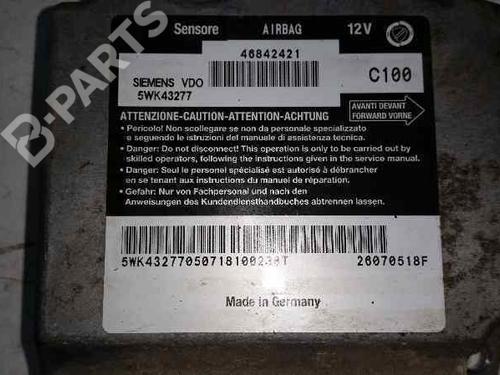 Sensore AIRBAG 12V
46842421
SIEMENS VDO C100
5WK43277
AVANTI DEVANT
FORWARD VORNE
ATTENZIONE-CAUTION-ATTENTION-ACHTUNG
• Pericolo! Non scollegare se non da personale specializzato
e seguendo le istruzioni del manuale di assistenza tecnica.
• Danger: Do not disconnect! This operation is only to be carried out by
skilled operators, following the instructions given in the service manual.
• Danger: Seul le personel spécialisé est autorisé à débrancher
en se tenant aux instructions du manuel de réparation.
• Gefahr: Nur von Fachpersonal und nach den
Anweisungen des Kundendiensthandbuches abtrennen lassen.
5WK4327705071810023 T 26070518F
Made in Germany
B-PARTS